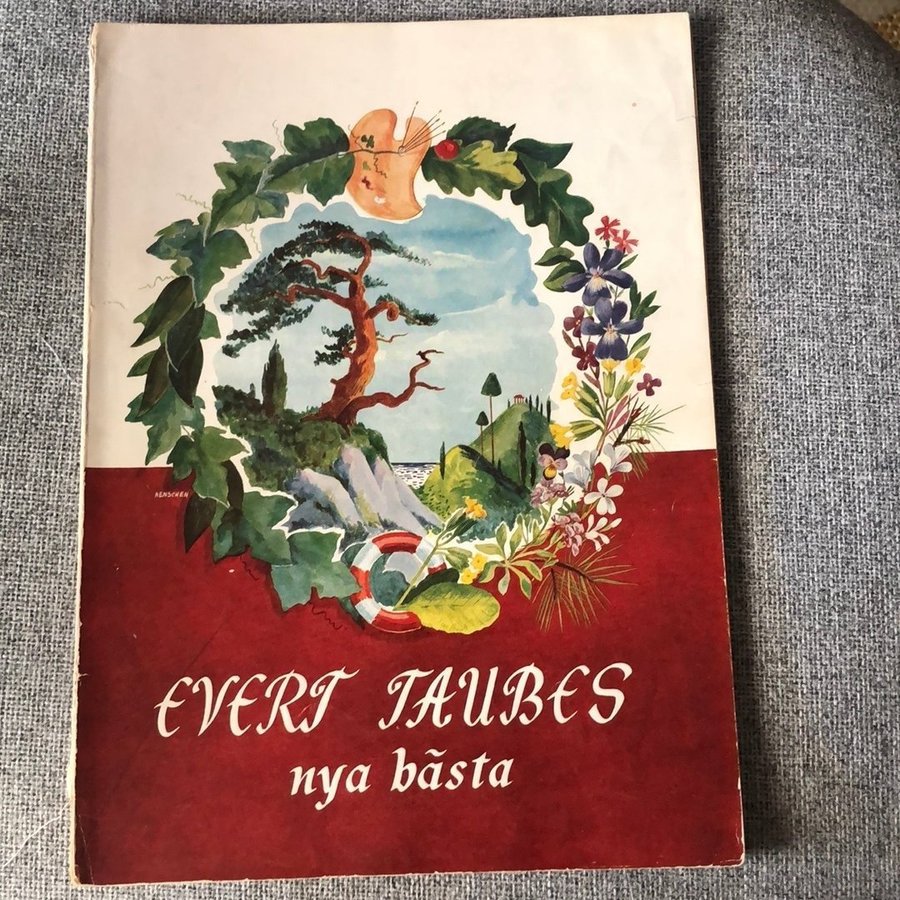 HENSCHEN
EVERT TAUBES
nya bästa